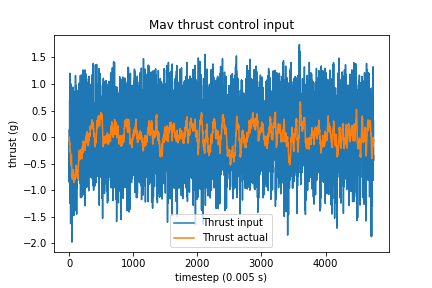 Mav thrust control input
thrust (g)
1.5
1.0
0.5
0.0
−0.5
−1.0
−1.5
−2.0
Thrust input
Thrust actual
0
1000
2000
3000
4000
timestep (0.005 s)